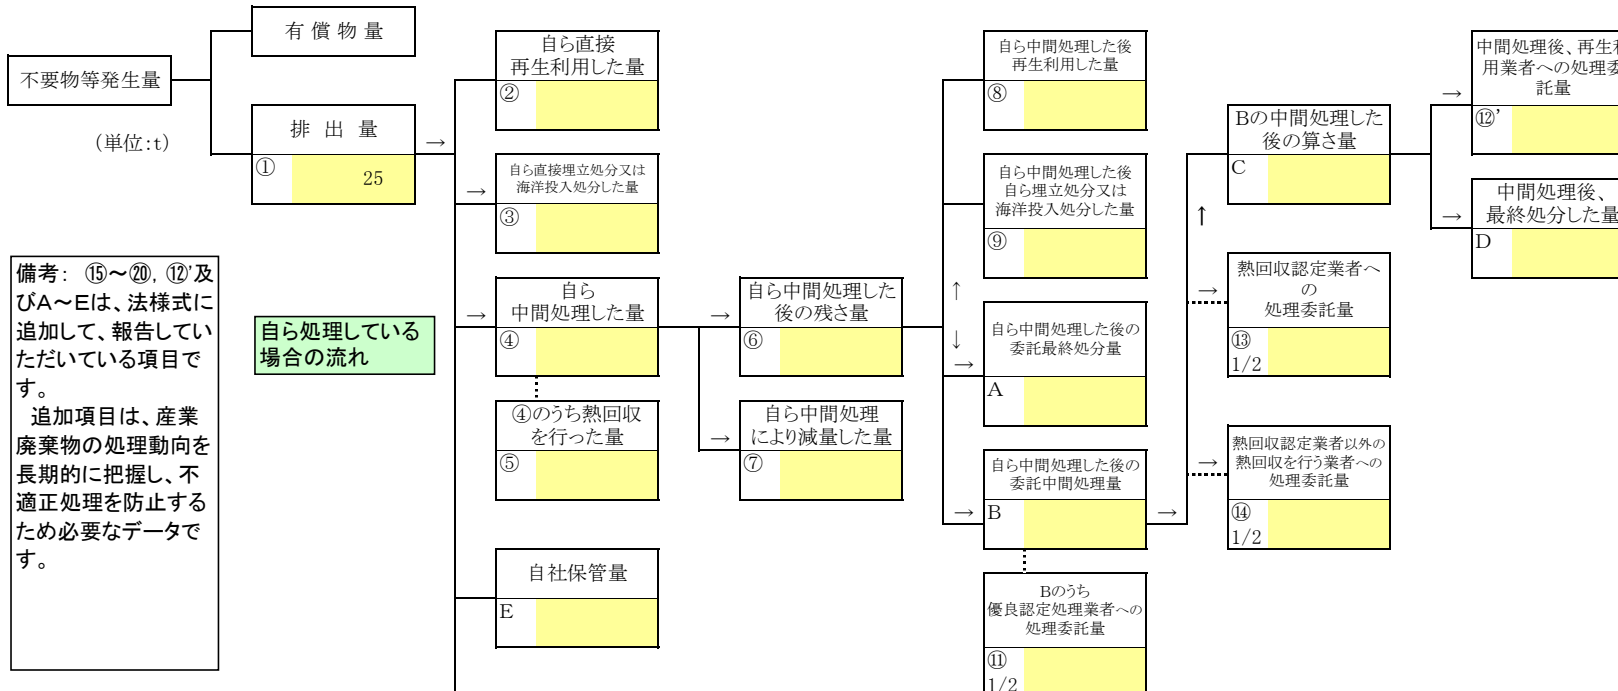 不要物等発生量
(単位:t)
有 償 物 量
排 出 量
①
25
→
備考: ⑮～⑳, ⑫'及
びA～Eは、法様式に
追加して、報告してい
ただいている項目で
す。
追加項目は、産業
廃棄物の処理動向を
長期的に把握し、不
適正処理を防止する
ため必要なデータで
す。
自ら処理している
場合の流れ
自ら直接
再生利用した量
②
→
自ら直接埋立処分又は
海洋投入処分した量
③
→
自ら
中間処理した量
④
④のうち熱回収
を行った量
⑤
自社保管量
E
→
自ら中間処理した
後の残さ量
⑥
→
自ら中間処理
により減量した量
⑦
自ら中間処理した後
再生利用した量
⑧
自ら中間処理した後
自ら埋立処分又は
海洋投入処分した量
⑨
↑
↓
→
自ら中間処理した後の
委託最終処分量
A
→
自ら中間処理した後の
委託中間処理量
B
→
Bのうち
優良認定処理業者への
処理委託量
⑪
1/2
↑
Bの中間処理した
後の算さ量
C
→
熱回収認定業者へ
の
処理委託量
⑬
1/2
→
熱回収認定業者以外の
熱回収を行う業者への
処理委託量
⑭
1/2
→
中間処理後、再生利
用業者への処理委
託量
⑫'
→
中間処理後、
最終処分した量
D